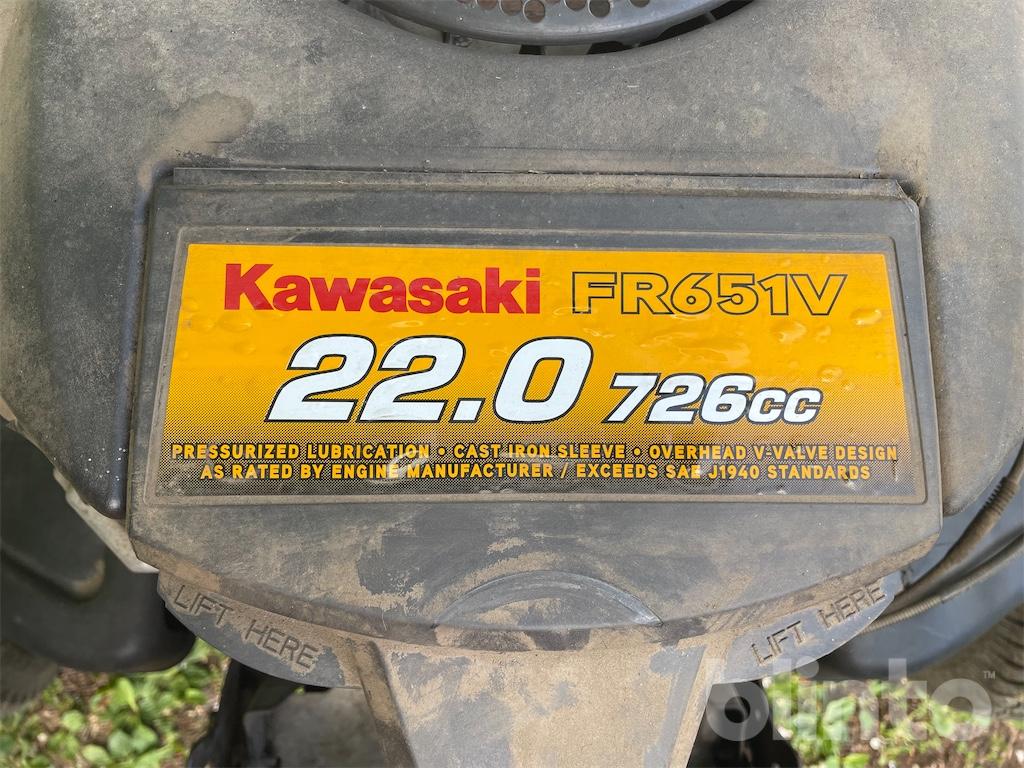 Kawasaki FR651V
22.0 726cc
PRESSURIZED LUBRICATION • CAST IRON SLEEVE • OVERHEAD V-VALVE DESIGN
AS RATED BY ENGINE MANUFACTURER / EXCEEDS SAE J1940 STANDARDS
LIFT HERE
LIFT HERE
blinto™